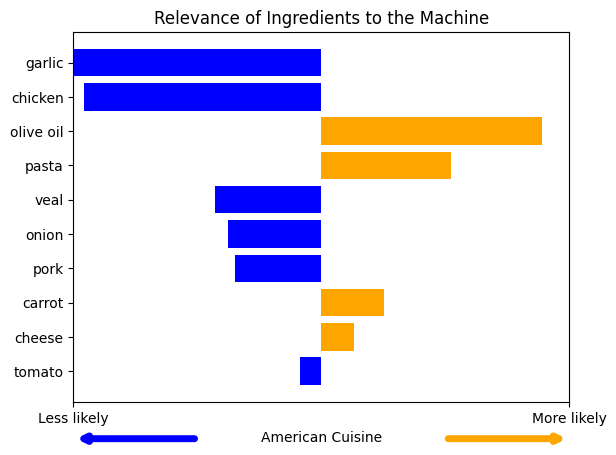 Relevance of Ingredients to the Machine
garlic
chicken
olive oil
pasta
veal
onion
pork
carrot
cheese
tomato
Less likely
More likely
American Cuisine